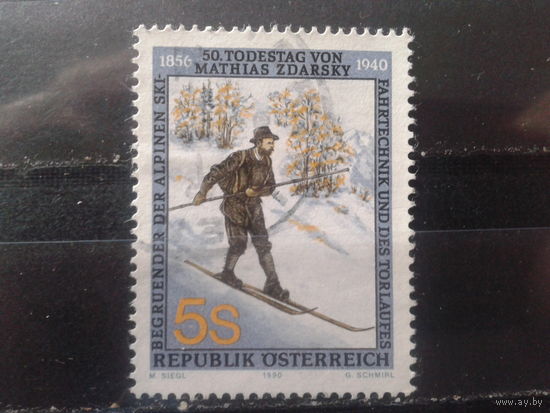 50. TODESTAG VON
1856 MATHIAS ZDARSKY 1940
BEGRUENDER DER ALPINEN SKI-
FAHRTECHNIK UND DES TORLAUFES
5S
REPUBLIK ÖSTERREICH
M. SIEGL 1990 G. SCHMIRL
© www.ay.by